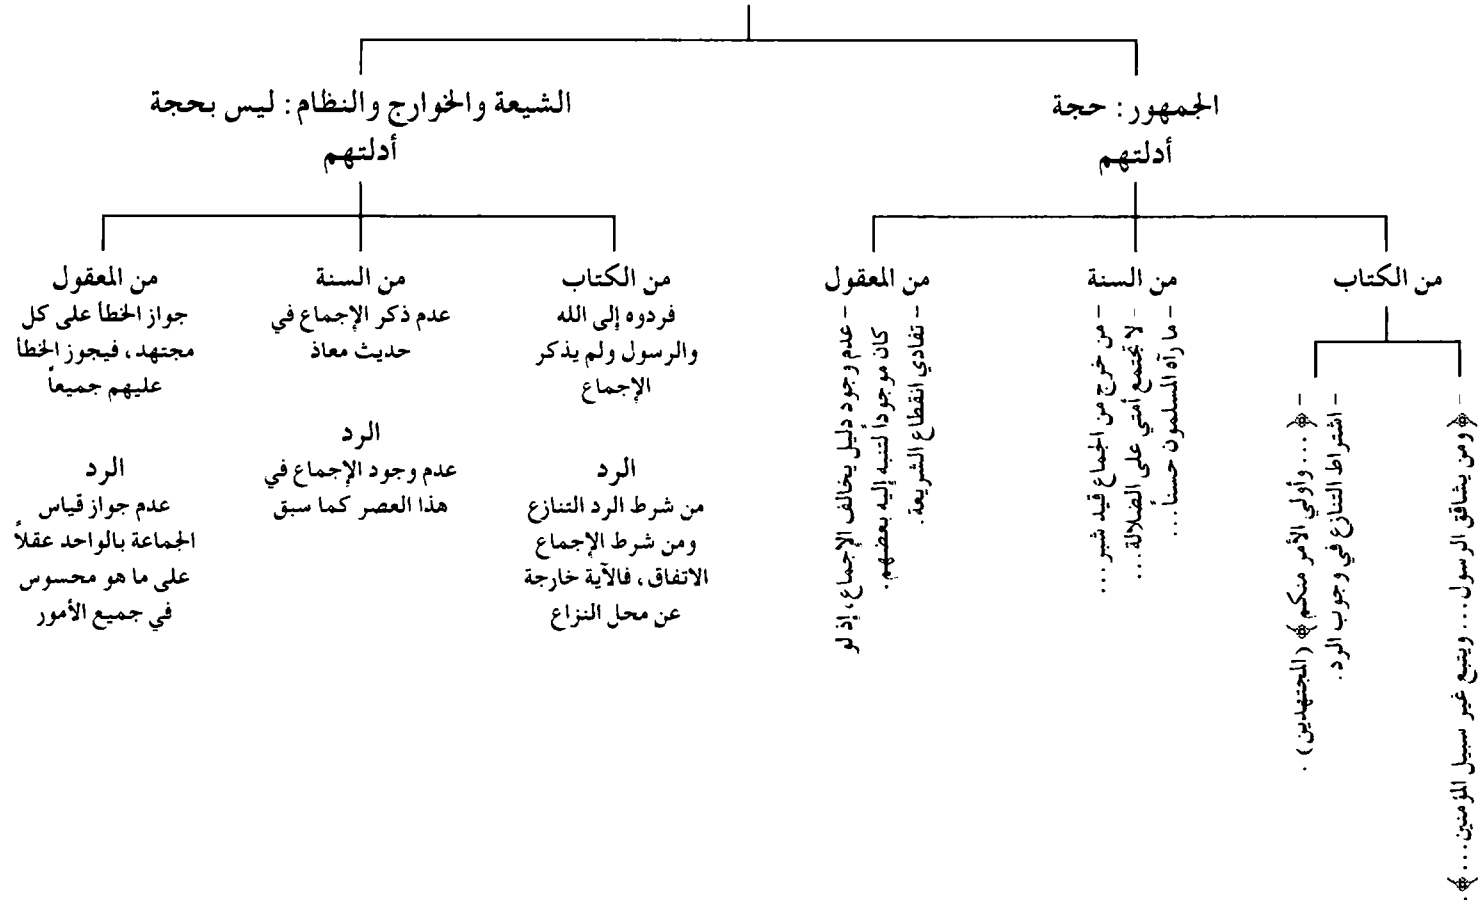 الجمهور : حجة
أدلتهم
من الكتاب
- ﴿ ومن يشاقق الرسول ... ويتبع غير سبيل المؤمنين ... ﴾ .
- ﴿ ... وأولي الأمر منكم ﴾ ( المجتهدين ) .
- اشتراط التنازع في وجوب الرد .
من السنة
- ما رآه المسلمون حسناً ...
- لا تجتمع أمتي على الضلالة ...
- من خرج من الجماع قيد شبر ...
من المعقول
- عدم وجود دليل يخالف الإجماع ، إذ لو
كان موجوداً لتنبه إليه بعضهم .
- تفادي انقطاع الشريعة .
الشيعة والخوارج والنظام : ليس بحجة
أدلتهم
من الكتاب
فردوه إلى الله
والرسول ولم يذكر
الإجماع
الرد
من شرط الرد التنازع
ومن شرط الإجماع
الاتفاق ، فالآية خارجة
عن محل النزاع
من السنة
عدم ذكر الإجماع في
حديث معاذ
الرد
عدم وجود الإجماع في
هذا العصر كما سبق
من المعقول
جواز الخطأ على كل
مجتهد ، فيجوز الخطأ
عليهم جميعاً
الرد
عدم جواز قياس
الجماعة بالواحد عقلاً
على ما هو محسوس
في جميع الأمور